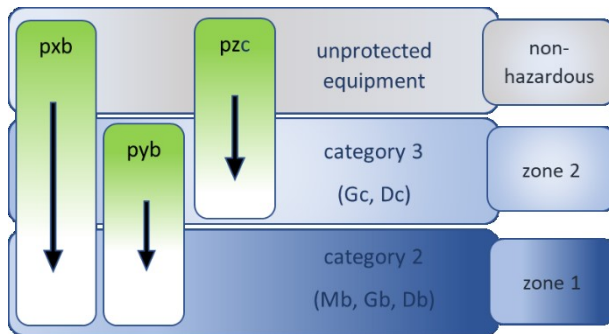 pxb
pzc
unprotected
equipment
non-
hazardous
pyb
category 3
(Gc, Dc)
zone 2
category 2
(Mb, Gb, Db)
zone 1